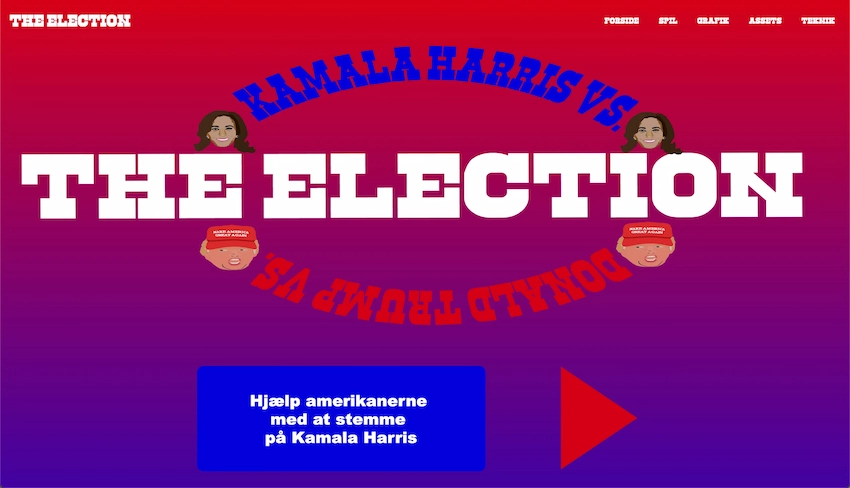 THE ELECTION
FORSIDE SPIL GRAFIK ASSETS TEKNIK
KAMALA HARRIS VS.
THE ELECTION
MAKE AMERICA
GREAT AGAIN
MAKE AMERICA
GREAT AGAIN
DONALD TRUMP VS.
Hjælp amerikanerne
med at stemme
på Kamala Harris